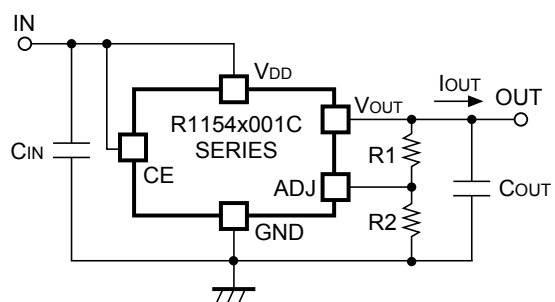 IN
VDD
IOUT
OUT
VOUT
R1154x001C
SERIES
R1
CIN
CE
ADJ
COUT
R2
GND